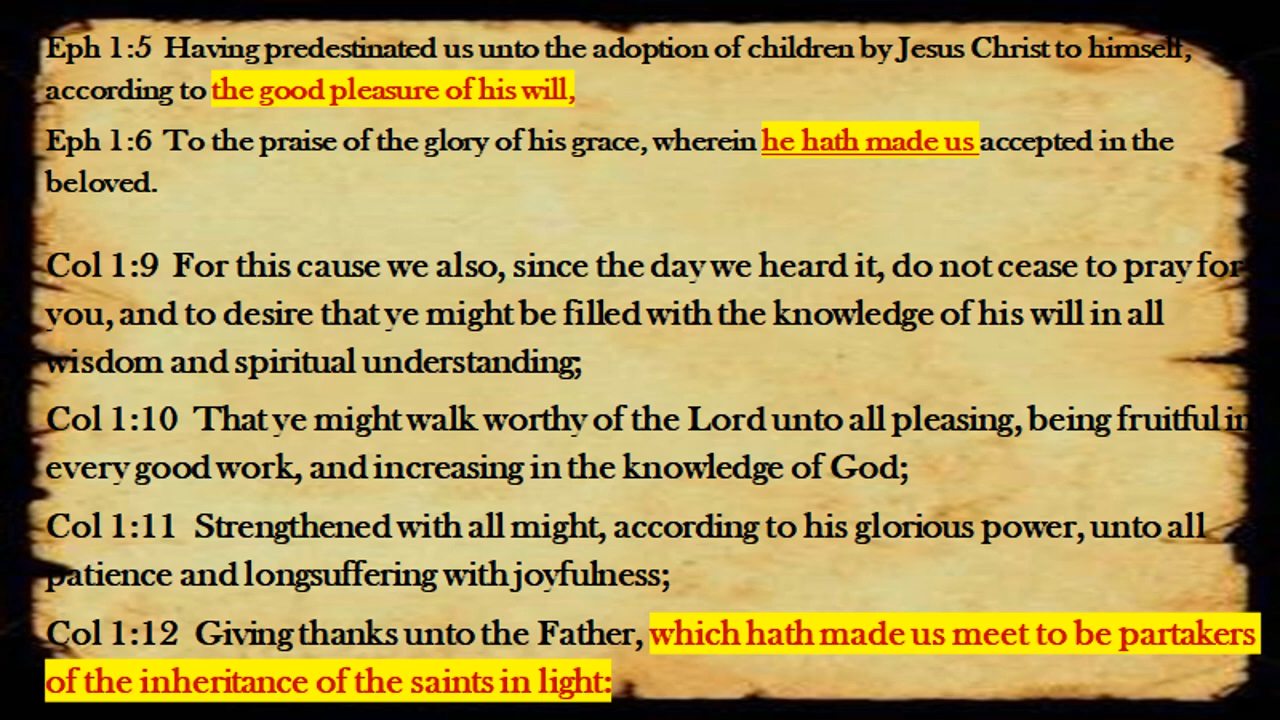 Eph 1:5 Having predestinated us unto the adoption of children by Jesus Christ to himself,
according to the good pleasure of his will,
Eph 1:6 To the praise of the glory of his grace, wherein he hath made us accepted in the
beloved.
Col 1:9 For this cause we also, since the day we heard it, do not cease to pray for
you, and to desire that ye might be filled with the knowledge of his will in all
wisdom and spiritual understanding;
Col 1:10 That ye might walk worthy of the Lord unto all pleasing, being fruitful in
every good work, and increasing in the knowledge of God;
Col 1:11 Strengthened with all might, according to his glorious power, unto all
patience and longsuffering with joyfulness;
Col 1:12 Giving thanks unto the Father, which hath made us meet to be partakers
of the inheritance of the saints in light: